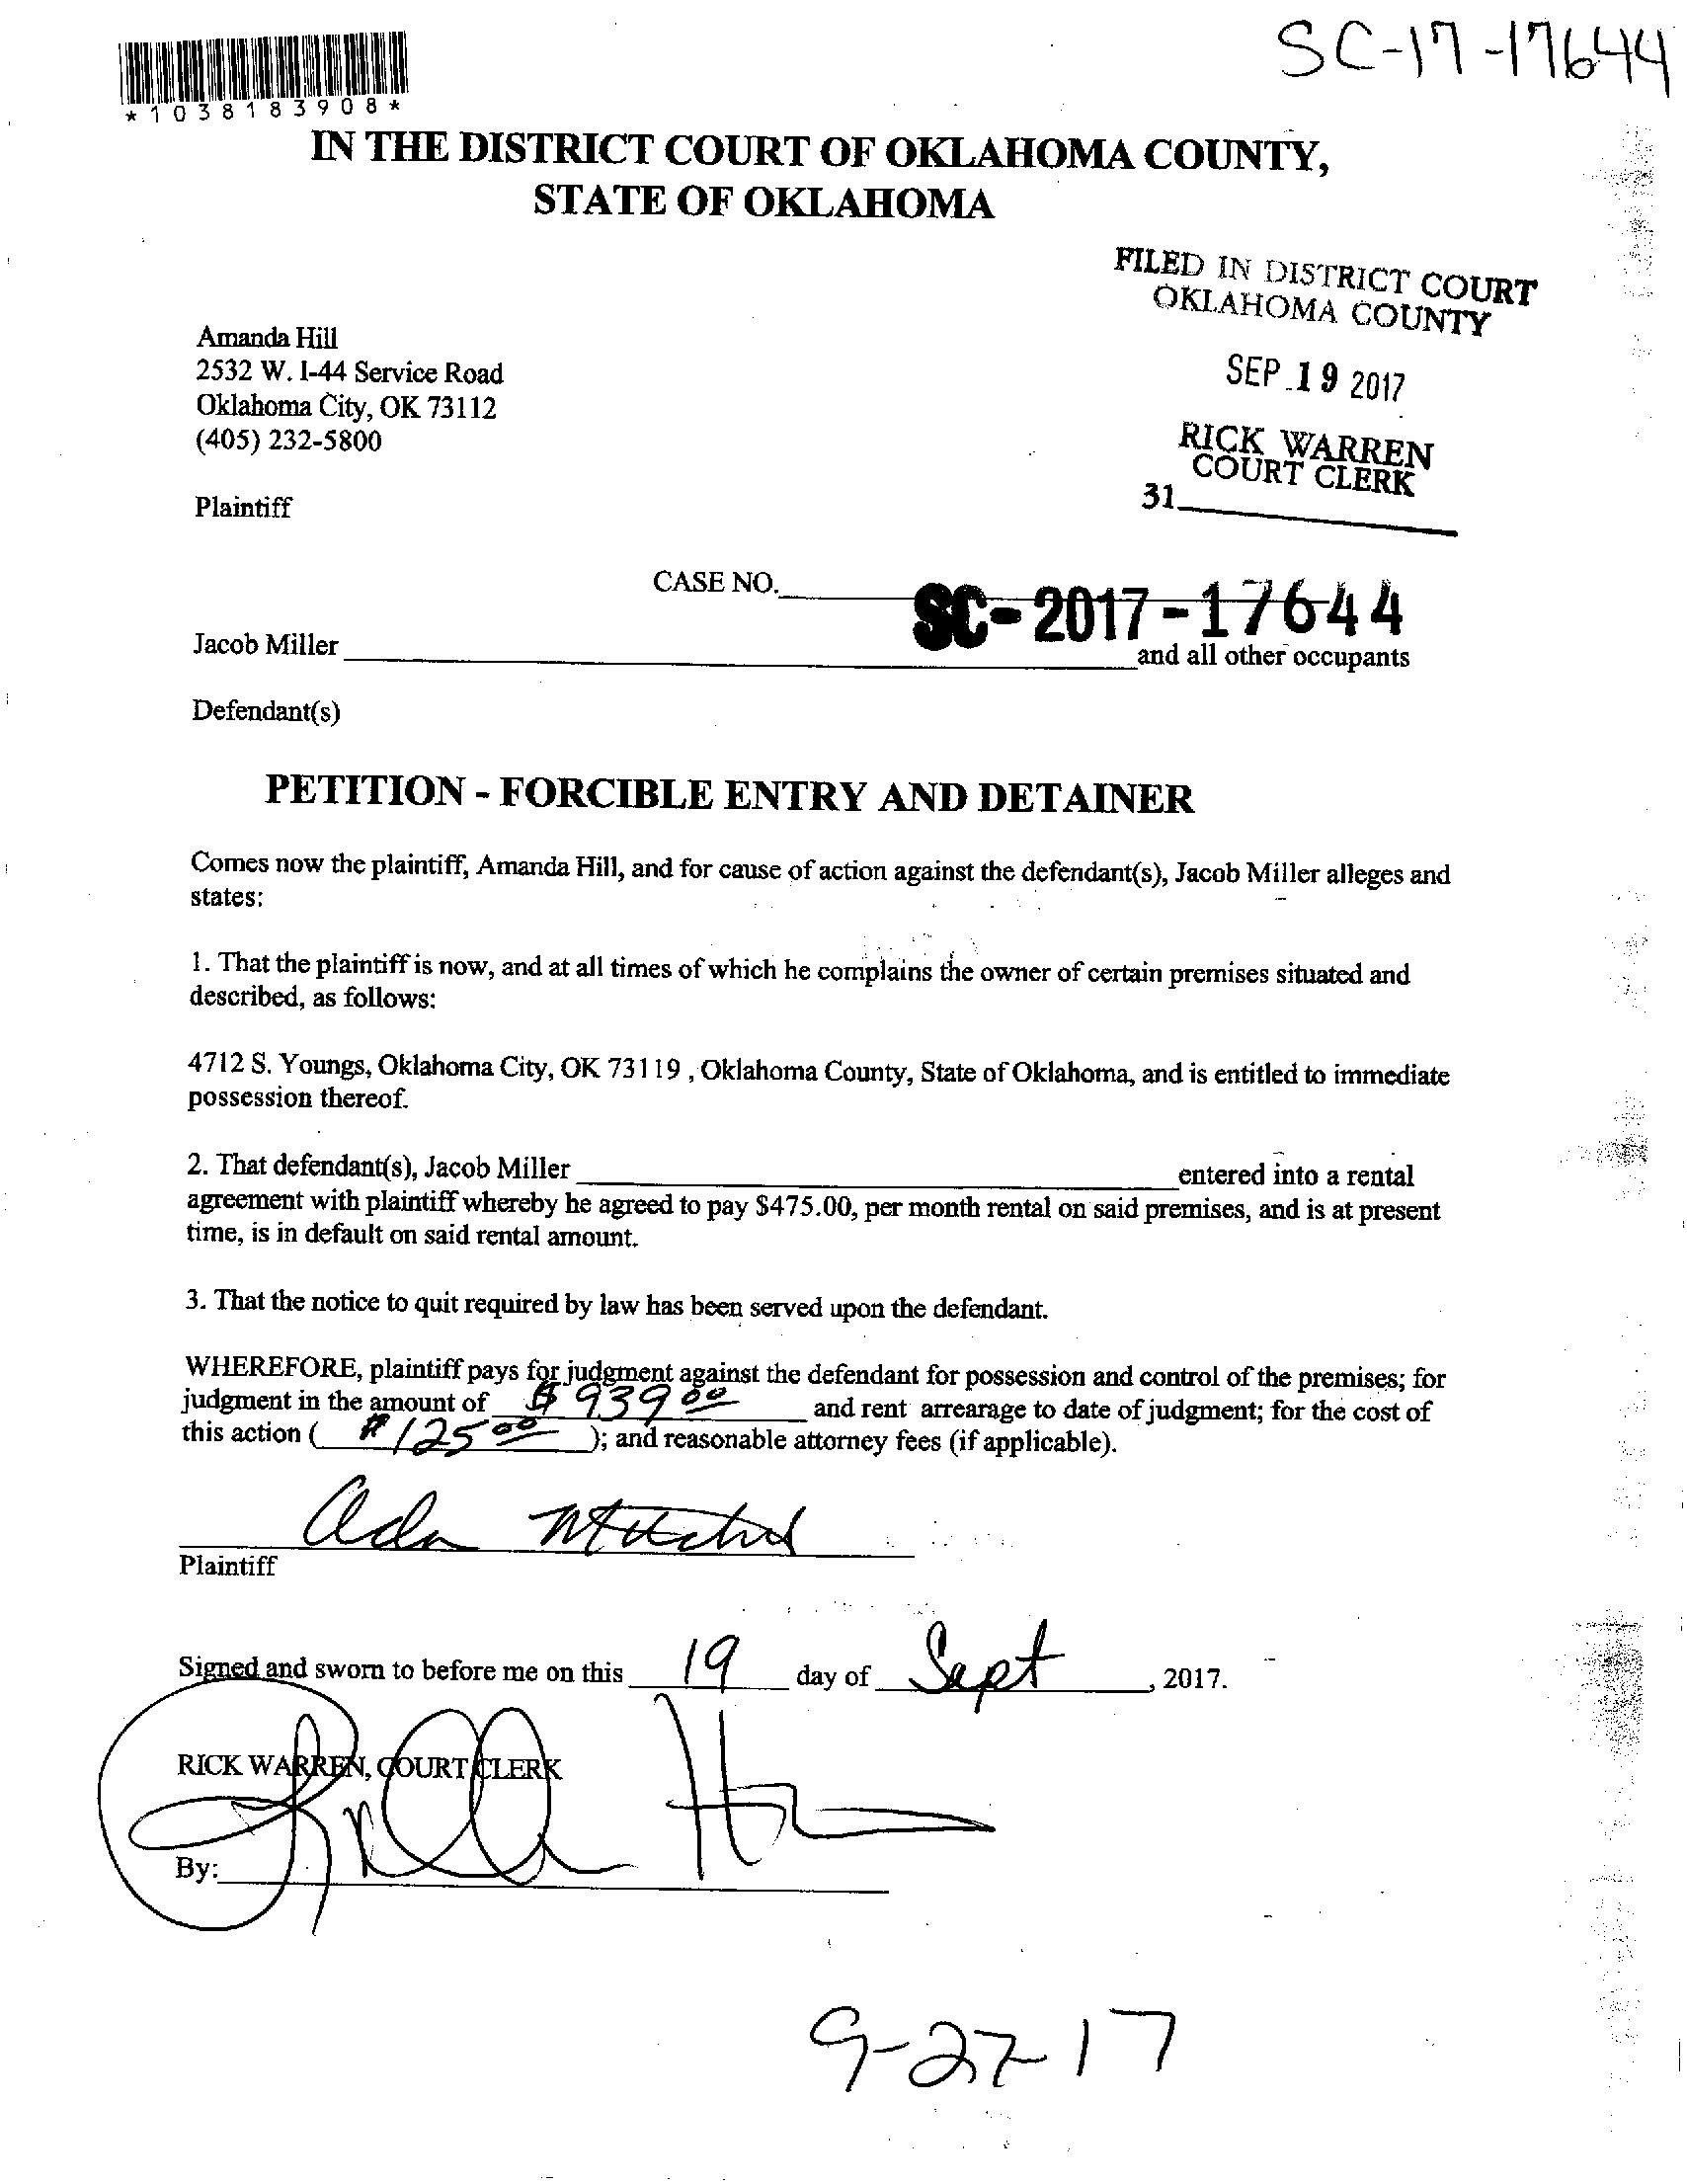 SC-17-17644
*1038183908*
IN THE DISTRICT COURT OF OKLAHOMA COUNTY,
STATE OF OKLAHOMA
FILED IN DISTRICT COURT
OKLAHOMA COUNTY
SEP 19 2017
RICK WARREN
COURT CLERK
31
Amanda Hill
2532 W. I-44 Service Road
Oklahoma City, OK 73112
(405) 232-5800
Plaintiff
CASE NO. SC-2017-17644
Jacob Miller and all other occupants
Defendant(s)
PETITION - FORCIBLE ENTRY AND DETAINER
Comes now the plaintiff, Amanda Hill, and for cause of action against the defendant(s), Jacob Miller alleges and
states:
1. That the plaintiff is now, and at all times of which he complains the owner of certain premises situated and
described, as follows:
4712 S. Youngs, Oklahoma City, OK 73119 , Oklahoma County, State of Oklahoma, and is entitled to immediate
possession thereof.
2. That defendant(s), Jacob Miller entered into a rental
agreement with plaintiff whereby he agreed to pay $475.00, per month rental on said premises, and is at present
time, is in default on said rental amount.
3. That the notice to quit required by law has been served upon the defendant.
WHEREFORE, plaintiff pays for judgment against the defendant for possession and control of the premises; for
judgment in the amount of $939.00 and rent arrearage to date of judgment; for the cost of
this action ( $125.00 ); and reasonable attorney fees (if applicable).
Plaintiff
Signed and sworn to before me on this 19 day of Sept , 2017.
RICK WARREN, COURT CLERK
By:
9-27-17